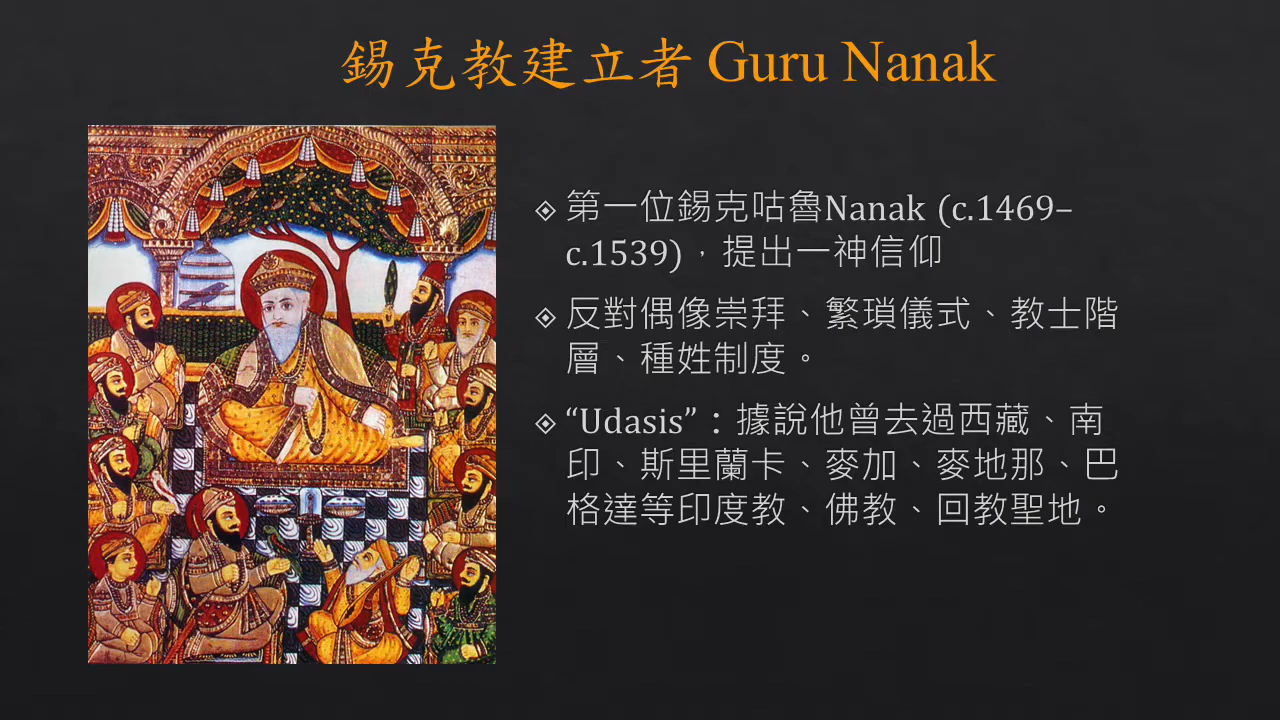 錫克教建立者 Guru Nanak
第一位錫克咕魯Nanak (c.1469–
c.1539)，提出一神信仰
反對偶像崇拜、繁瑣儀式、教士階
層、種姓制度。
“Udasis”：據說他曾去過西藏、南
印、斯里蘭卡、麥加、麥地那、巴
格達等印度教、佛教、回教聖地。